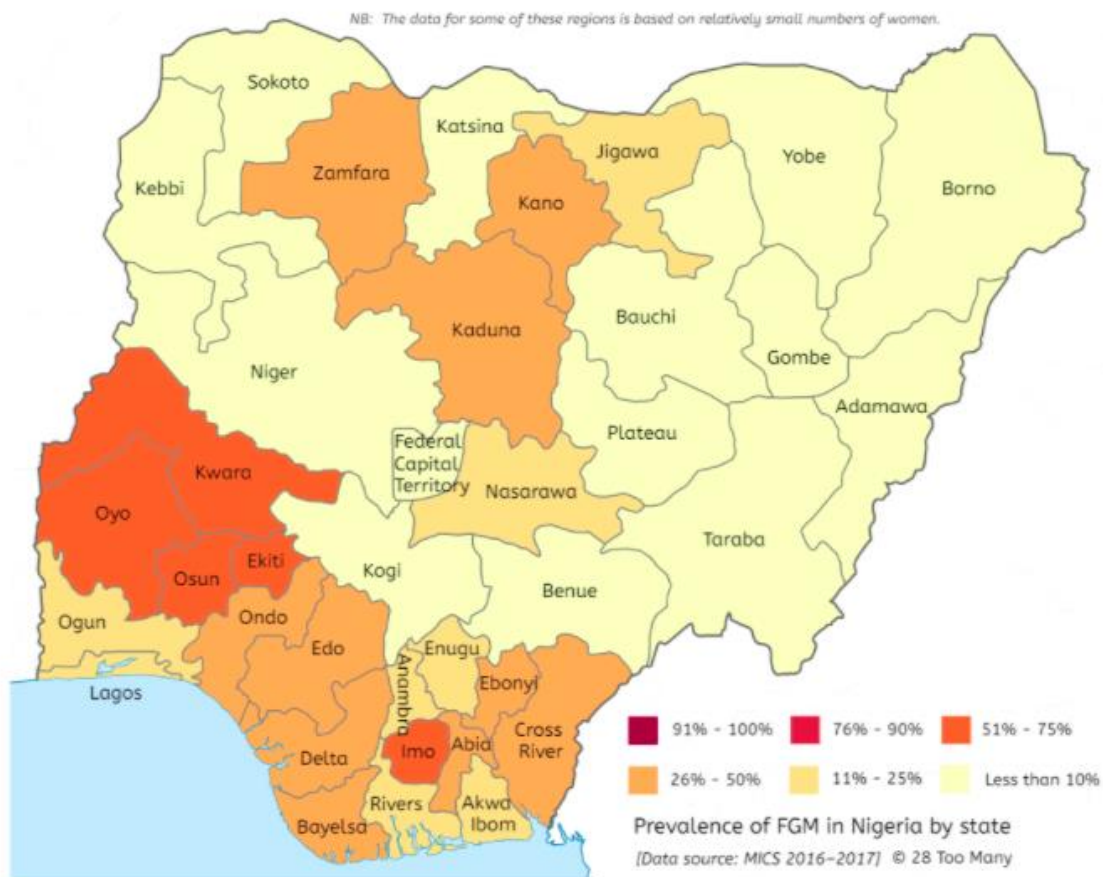 NB: The data for some of these regions is based on relatively small numbers of women.
Sokoto
Katsina
Jigawa
Yobe
Zamfara
Kebbi
Borno
Kano
Bauchi
Kaduna
Gombe
Niger
Adamawa
Plateau
Federal
Capital
Territory
Kwara
Nasarawa
Oyo
Taraba
Ekiti
Osun
Kogi
Benue
Ogun
Ondo
Edo
Enugu
Anambra
Ebonyi
Lagos
Imo
Abia
Cross
River
Delta
Rivers
Akwa
Ibom
Bayelsa
91% - 100%
76% - 90%
51% - 75%
26% - 50%
11% - 25%
Less than 10%
Prevalence of FGM in Nigeria by state
[Data source: MICS 2016–2017] © 28 Too Many